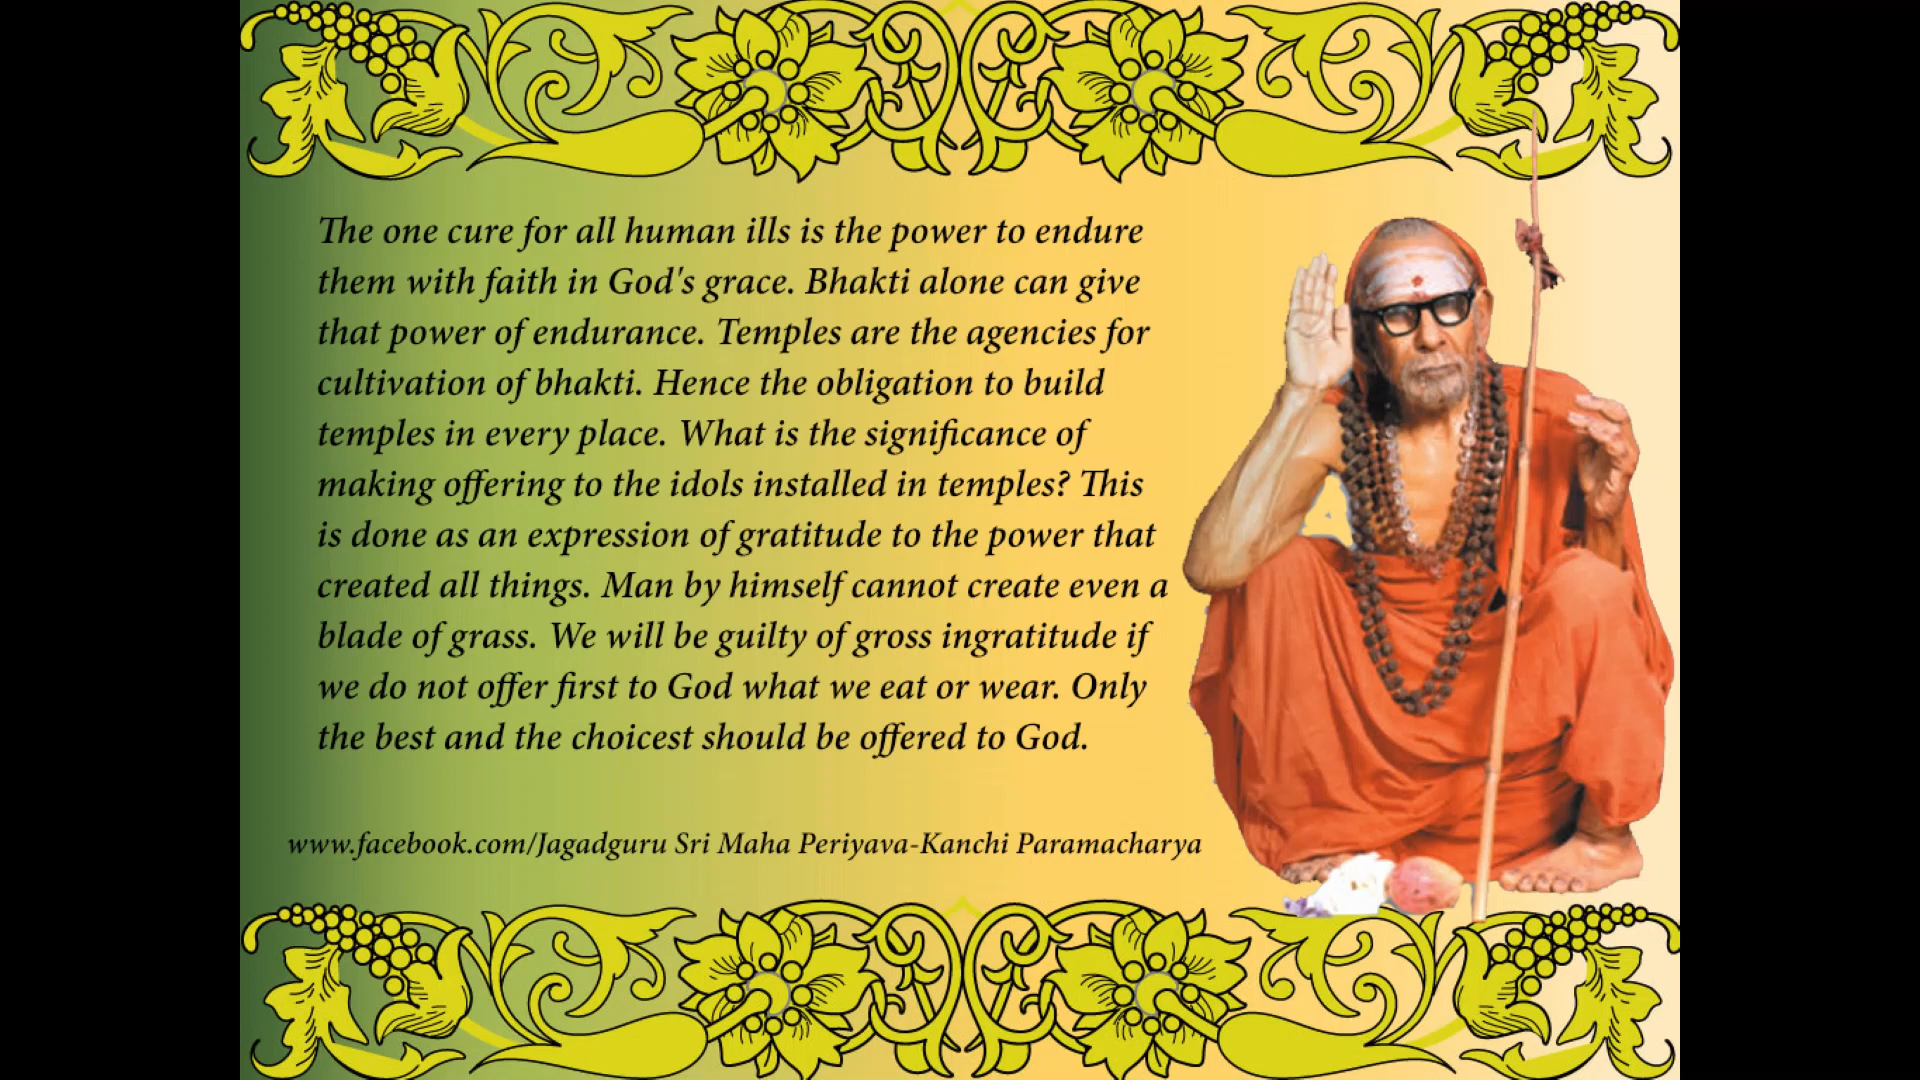 The one cure for all human ills is the power to endure
them with faith in God's grace. Bhakti alone can give
that power of endurance. Temples are the agencies for
cultivation of bhakti. Hence the obligation to build
temples in every place. What is the significance of
making offering to the idols installed in temples? This
is done as an expression of gratitude to the power that
created all things. Man by himself cannot create even a
blade of grass. We will be guilty of gross ingratitude if
we do not offer first to God what we eat or wear. Only
the best and the choicest should be offered to God.
www.facebook.com/Jagadguru Sri Maha Periyava-Kanchi Paramacharya